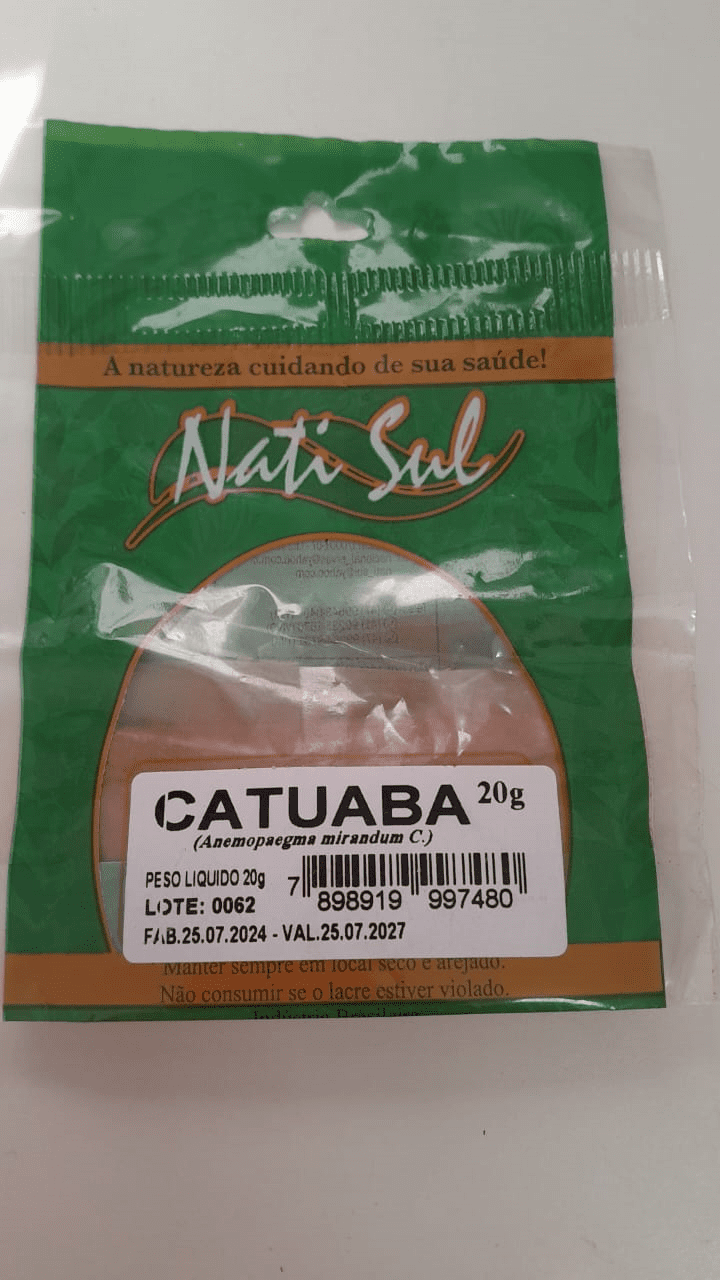 A natureza cuidando de sua saúde!
Nati Sul
CATUABA 20g
(Anemopaegma mirandum C.)
PESO LIQUIDO 20g
LOTE: 0062
7 898919 997480
FAB.25.07.2024 - VAL.25.07.2027
Manter sempre em local seco e arejado.
Não consumir se o lacre estiver violado.
Indústria Brasileira